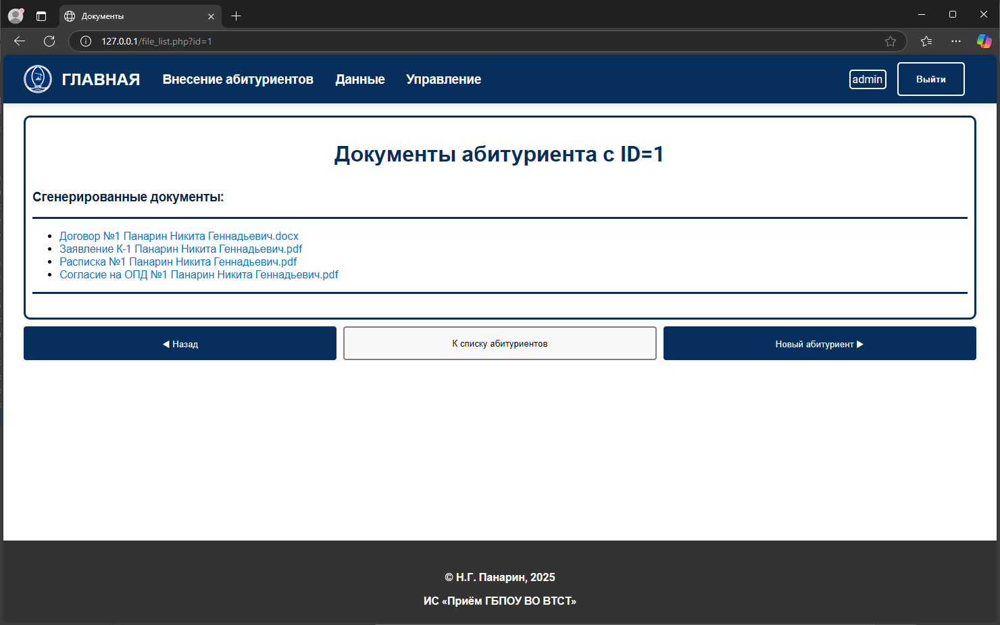 Документы
127.0.0.1/file_list.php?id=1
ГЛАВНАЯ Внесение абитуриентов Данные Управление admin Выйти
Документы абитуриента с ID=1
Сгенерированные документы:
Договор №1 Панарин Никита Геннадьевич.docx
Заявление К-1 Панарин Никита Геннадьевич.pdf
Расписка №1 Панарин Никита Геннадьевич.pdf
Согласие на ОПД №1 Панарин Никита Геннадьевич.pdf
◀ Назад К списку абитуриентов Новый абитуриент ▶
© Н.Г. Панарин, 2025
ИС «Приём ГБПОУ ВО ВТСТ»